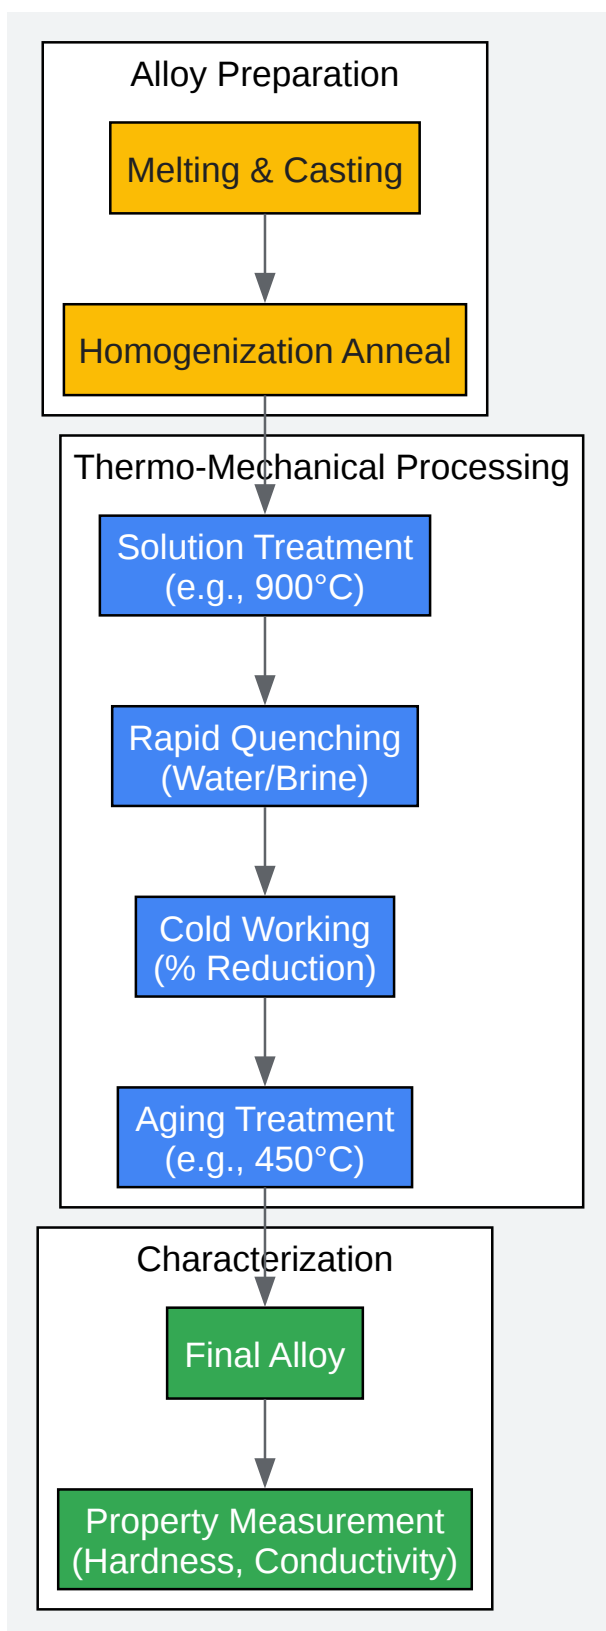 Alloy Preparation
Melting & Casting
Homogenization Anneal
Thermo-Mechanical Processing
Solution Treatment
(e.g., 900°C)
Rapid Quenching
(Water/Brine)
Cold Working
(% Reduction)
Aging Treatment
(e.g., 450°C)
Characterization
Final Alloy
Property Measurement
(Hardness, Conductivity)